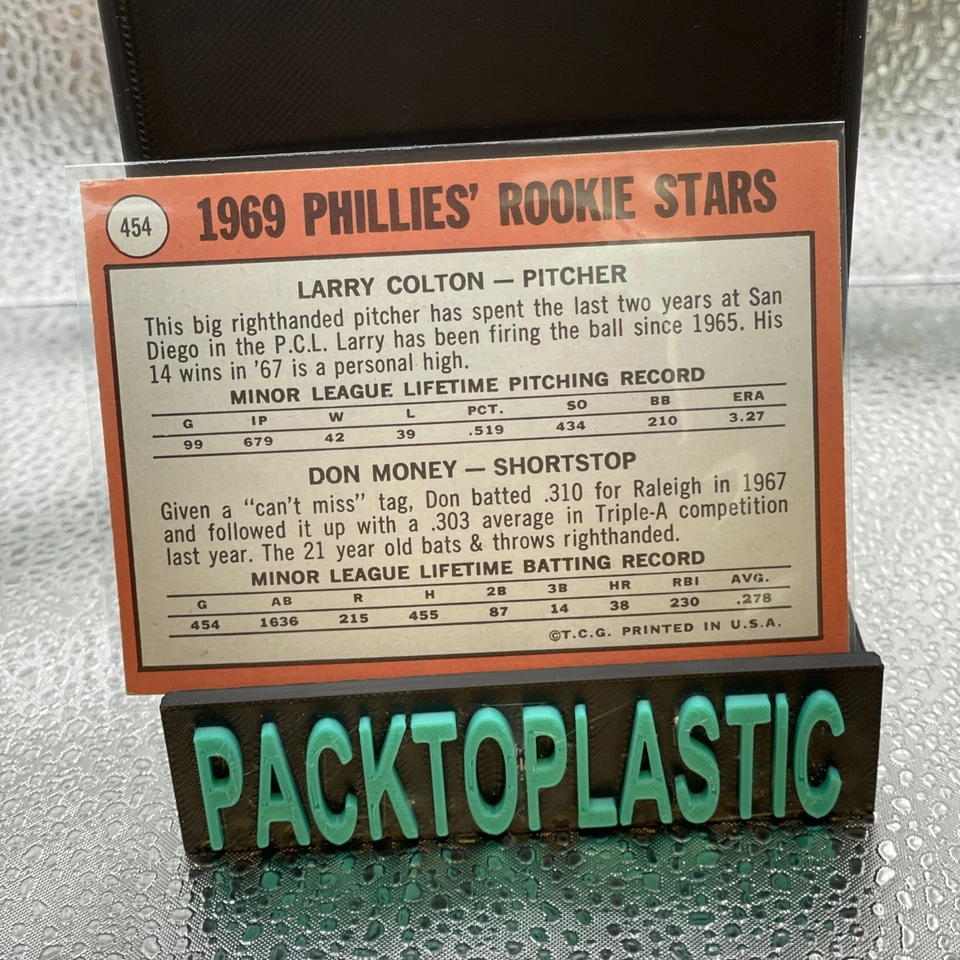 454
1969 PHILLIES' ROOKIE STARS
LARRY COLTON — PITCHER
This big righthanded pitcher has spent the last two years at San
Diego in the P.C.L. Larry has been firing the ball since 1965. His
14 wins in '67 is a personal high.
MINOR LEAGUE LIFETIME PITCHING RECORD
G IP W L PCT. SO BB ERA
99 679 42 39 .519 434 210 3.27
DON MONEY — SHORTSTOP
Given a "can't miss" tag, Don batted .310 for Raleigh in 1967
and followed it up with a .303 average in Triple-A competition
last year. The 21 year old bats & throws righthanded.
MINOR LEAGUE LIFETIME BATTING RECORD
G AB R H 2B 3B HR RBI AVG.
454 1636 215 455 87 14 38 230 .278
©T.C.G. PRINTED IN U.S.A.
PACKTOPLASTIC